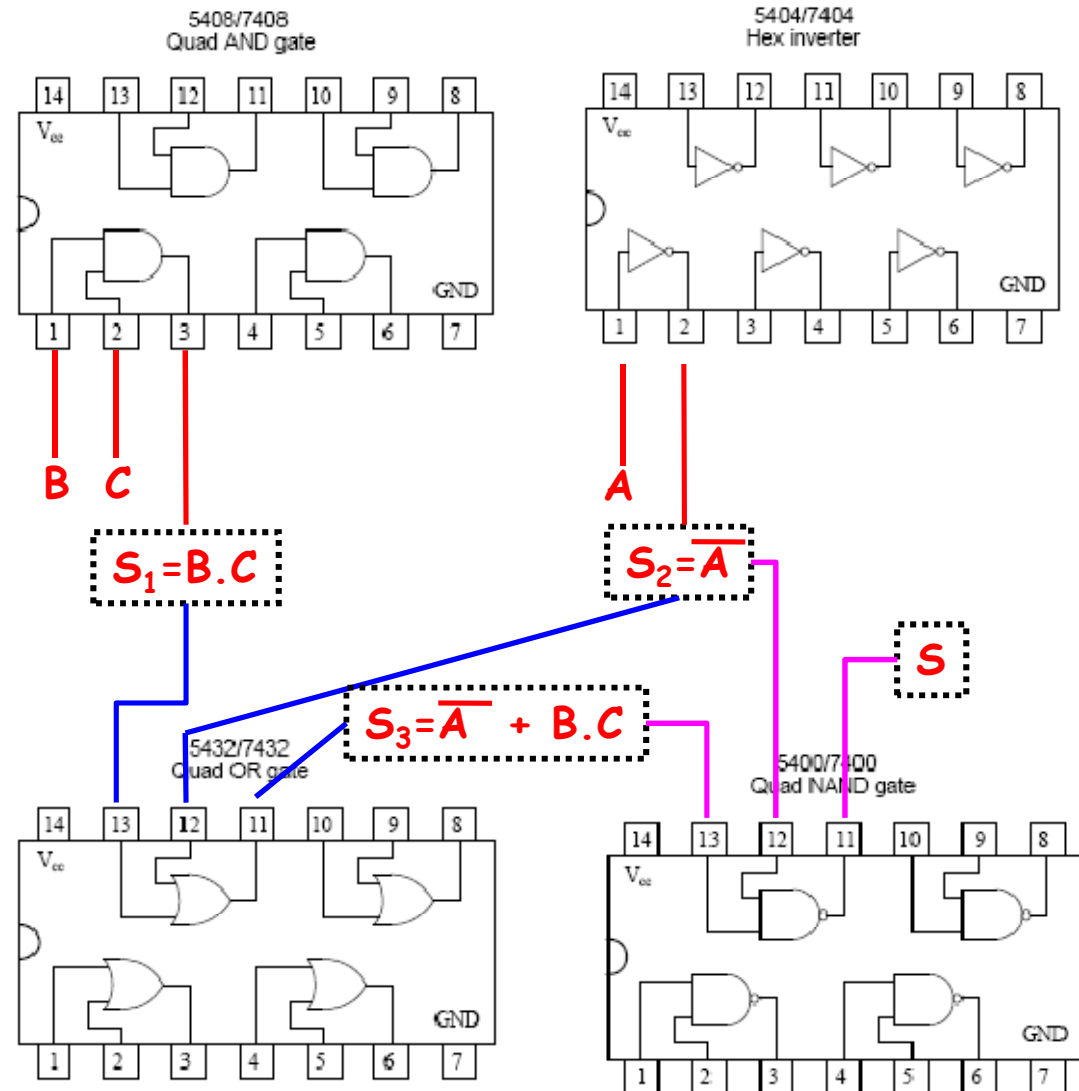 5408/7408
Quad AND gate
14 13 12 11 10 9 8
Vcc
GND
1 2 3 4 5 6 7
5404/7404
Hex inverter
14 13 12 11 10 9 8
Vcc
GND
1 2 3 4 5 6 7
B C
A
S₁=B.C
S₂=A̅
S
S₃=A̅ + B.C
5432/7432
Quad OR gate
14 13 12 11 10 9 8
Vcc
GND
1 2 3 4 5 6 7
5400/7400
Quad NAND gate
14 13 12 11 10 9 8
Vcc
GND
1 2 3 4 5 6 7